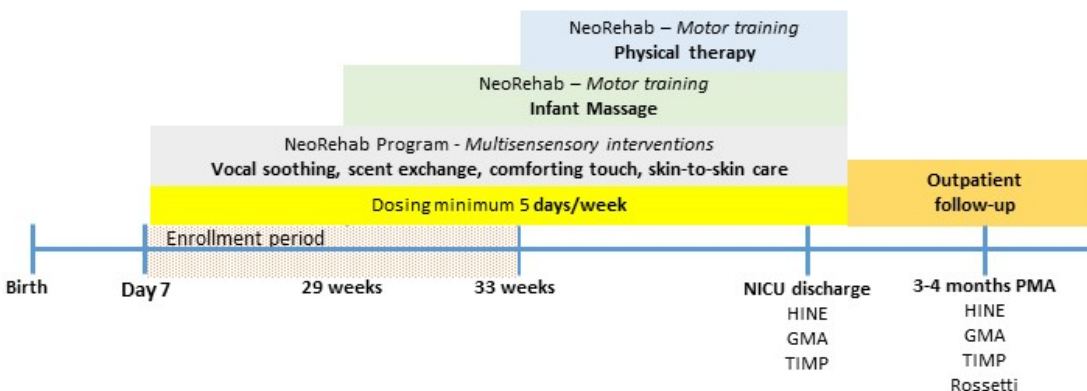 NeoRehab – Motor training
Physical therapy
NeoRehab – Motor training
Infant Massage
NeoRehab Program - Multisensensory interventions
Vocal soothing, scent exchange, comforting touch, skin-to-skin care
Dosing minimum 5 days/week
Outpatient
follow-up
Enrollment period
Birth
Day 7
29 weeks
33 weeks
NICU discharge
HINE
GMA
TIMP
3-4 months PMA
HINE
GMA
TIMP
Rossetti